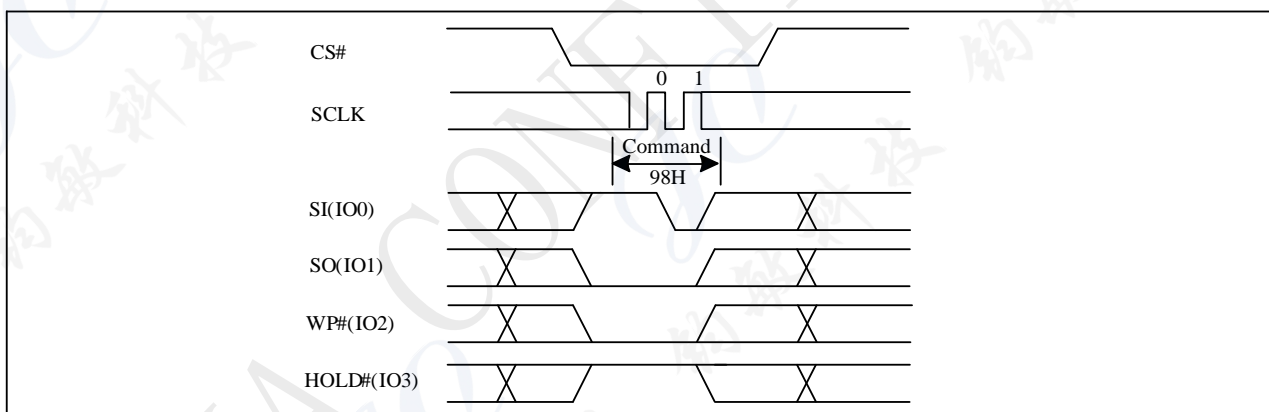 CS#
0 1
SCLK
Command
98H
SI(IO0)
SO(IO1)
WP#(IO2)
HOLD#(IO3)